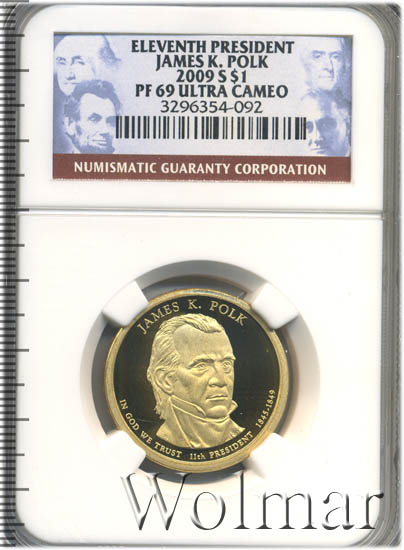 ELEVENTH PRESIDENT
JAMES K. POLK
2009 S $1
PF 69 ULTRA CAMEO
3296354-092
NUMISMATIC GUARANTY CORPORATION
JAMES K. POLK
IN GOD WE TRUST 11th PRESIDENT 1845-1849
Wolmar